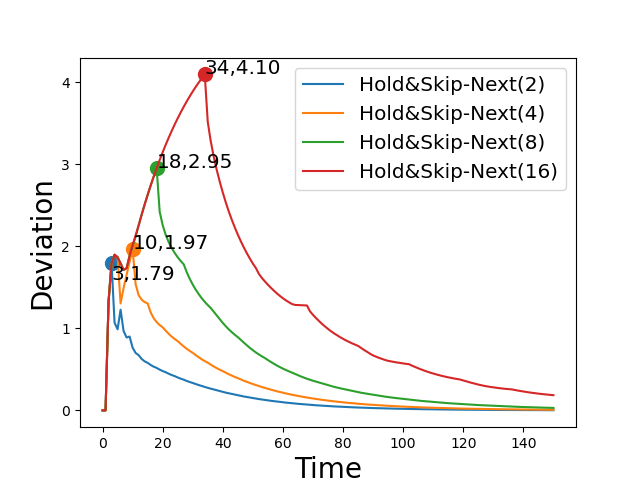 34,4.10
18,2.95
10,1.97
3,1.79
Hold&Skip-Next(2)
Hold&Skip-Next(4)
Hold&Skip-Next(8)
Hold&Skip-Next(16)
Deviation
4
3
2
1
0
0 20 40 60 80 100 120 140
Time